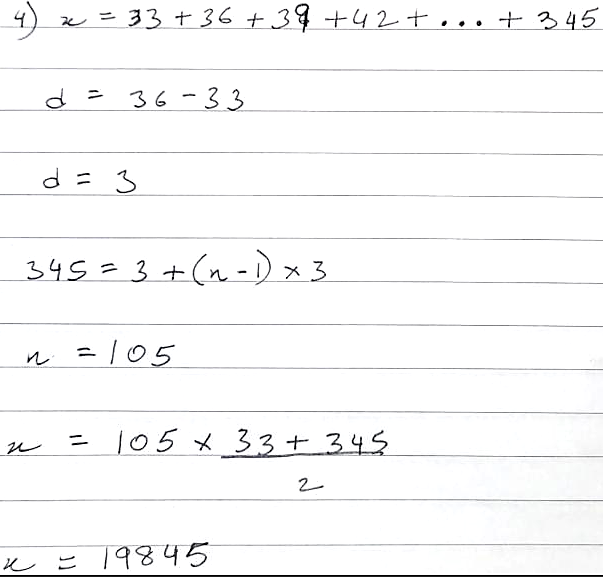 4) x = 33 + 36 + 39 + 42 + ... + 345
d = 36 - 33
d = 3
345 = 3 + (n - 1) × 3
n = 105
x = 105 × (33 + 345)/2
x = 19845